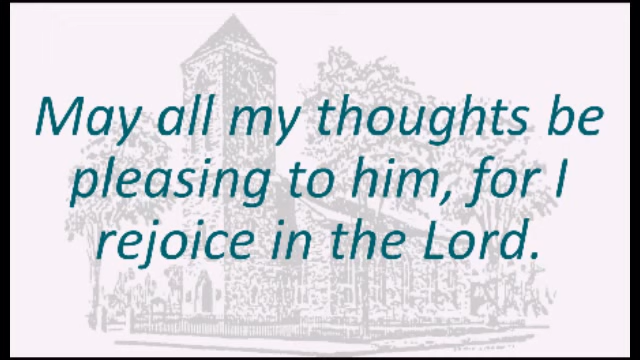 May all my thoughts be
pleasing to him, for I
rejoice in the Lord.